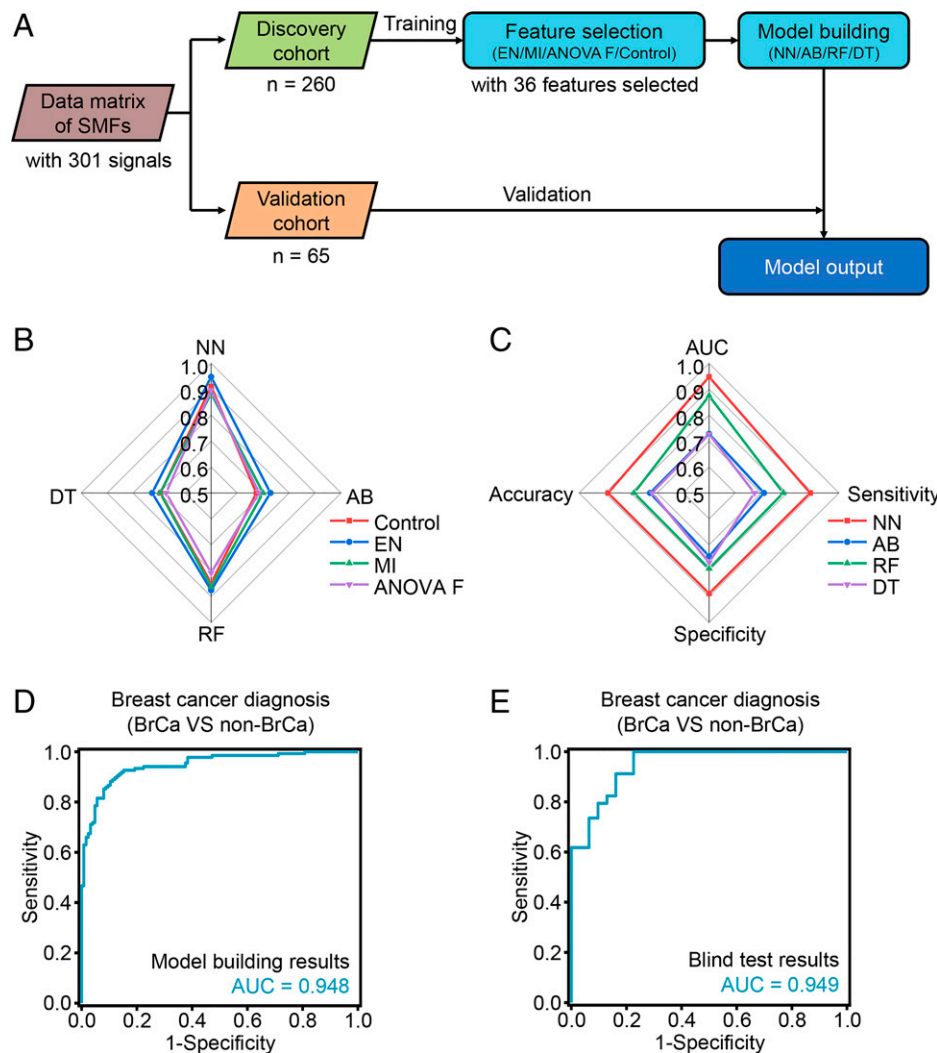 A
Discovery
cohort
n = 260
Training
Feature selection
(EN/MI/ANOVA F/Control)
with 36 features selected
Model building
(NN/AB/RF/DT)
Data matrix
of SMFs
with 301 signals
Validation
cohort
n = 65
Validation
Model output
B
NN
1.0
0.9
0.8
0.7
0.6
0.5
DT
AB
RF
Control
EN
MI
ANOVA F
C
AUC
1.0
0.9
0.8
0.7
0.6
0.5
Accuracy
Sensitivity
Specificity
NN
AB
RF
DT
D
Breast cancer diagnosis
(BrCa VS non-BrCa)
Sensitivity
1.0
0.8
0.6
0.4
0.2
0.0
Model building results
AUC = 0.948
0.0 0.2 0.4 0.6 0.8 1.0
1-Specificity
E
Breast cancer diagnosis
(BrCa VS non-BrCa)
Sensitivity
1.0
0.8
0.6
0.4
0.2
0.0
Blind test results
AUC = 0.949
0.0 0.2 0.4 0.6 0.8 1.0
1-Specificity